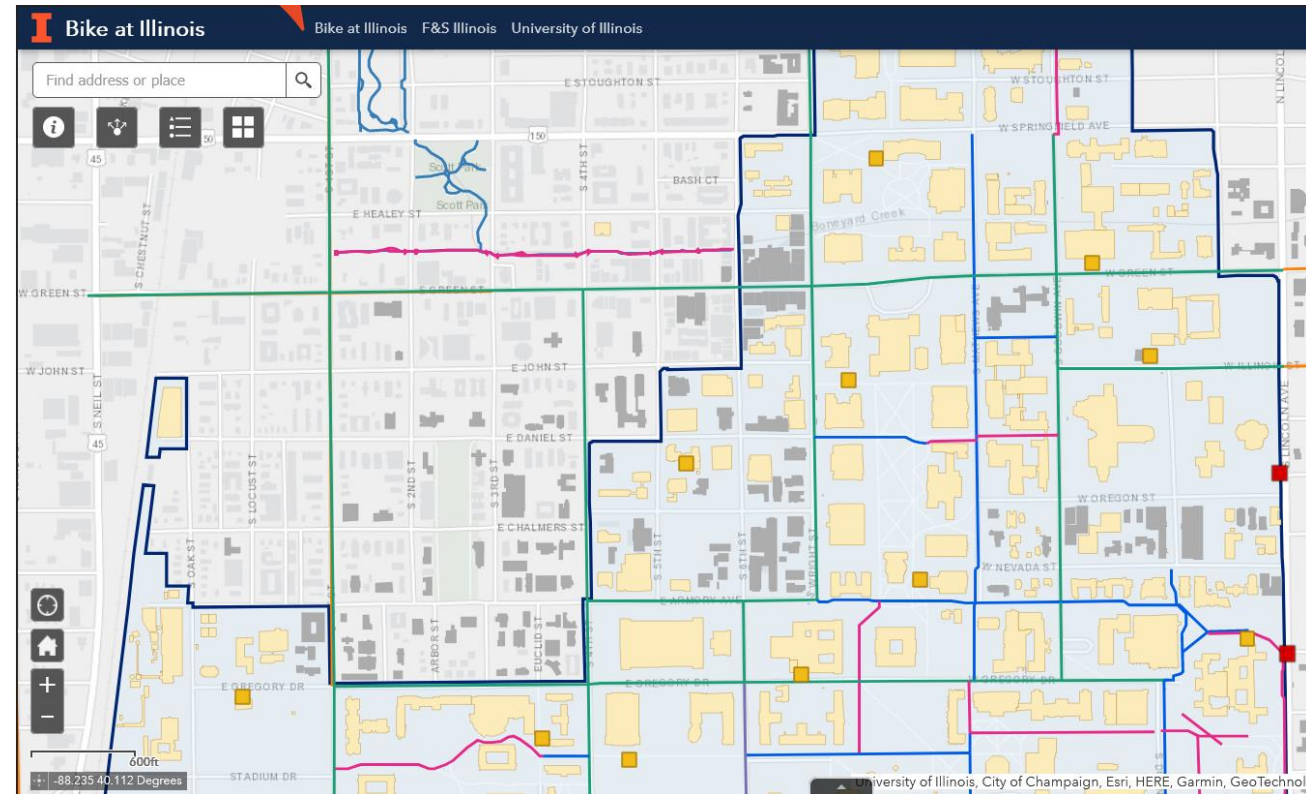 I Bike at Illinois Bike at Illinois F&S Illinois University of Illinois
Find address or place
E STOUGHTON ST
W STOUGHTON ST
N LINCOL
150
W SPRINGFIELD AVE
50
45
S 1ST ST
Scott Park
S 4TH ST
BASH CT
Scott Par
E HEALEY ST
Boneyard Creek
S CHESTNUT ST
W GREEN ST
W GREEN ST
E GREEN ST
S MATHEWS AVE
S GOODWIN AVE
W JOHN ST
E JOHN ST
W ILLINOIS ST
S NEIL ST
S LINCOLN AVE
45
E DANIEL ST
S LOCUST ST
S 2ND ST
S 3RD ST
W OREGON ST
E CHALMERS ST
S OAK ST
S 5TH ST
S 6TH ST
S WRIGHT ST
W NEVADA ST
E ARMORY AVE
ARBOR ST
EUCLID ST
S 4TH ST
E GREGORY DR
E GREGORY DR
W GREGORY DR
+
−
600ft
STADIUM DR
-88.235 40.112 Degrees
University of Illinois, City of Champaign, Esri, HERE, Garmin, GeoTechnol